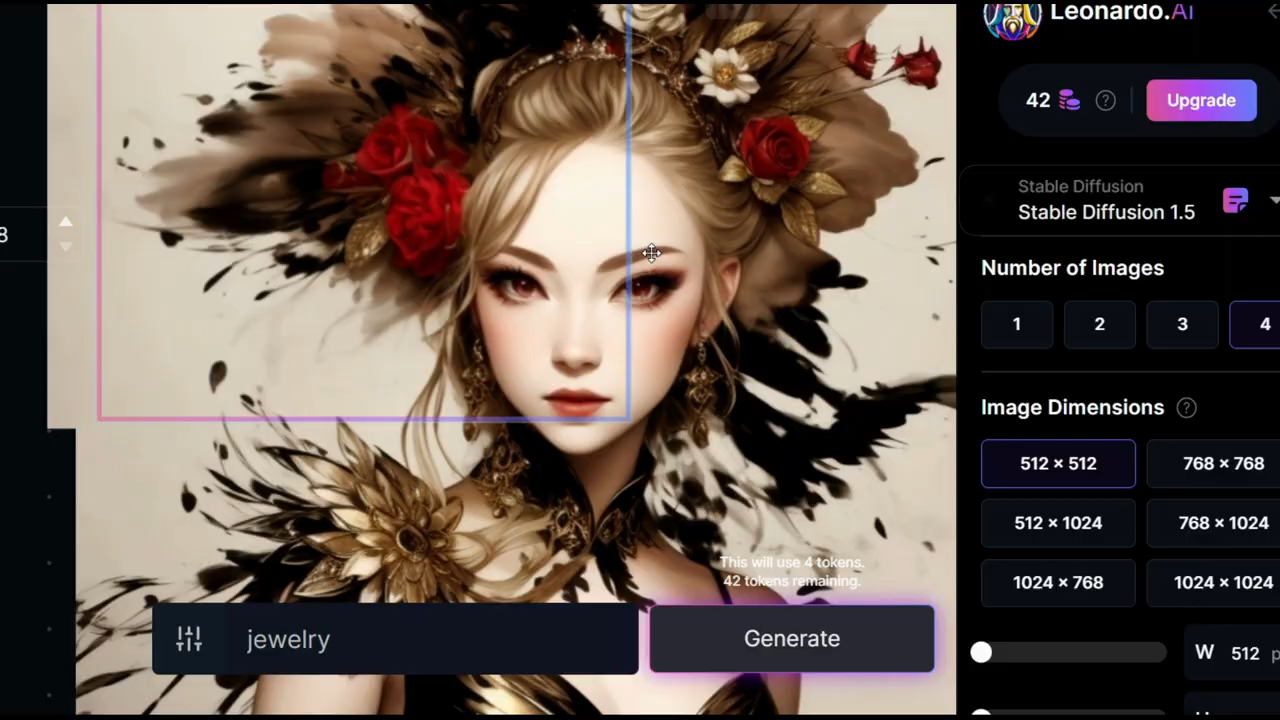 Leonardo.Ai
42
?
Upgrade
8
Stable Diffusion
Stable Diffusion 1.5
Number of Images
1 2 3 4
Image Dimensions ?
512 × 512 768 × 768
512 × 1024 768 × 1024
1024 × 768 1024 × 1024
This will use 4 tokens.
42 tokens remaining.
jewelry
Generate
W 512 p